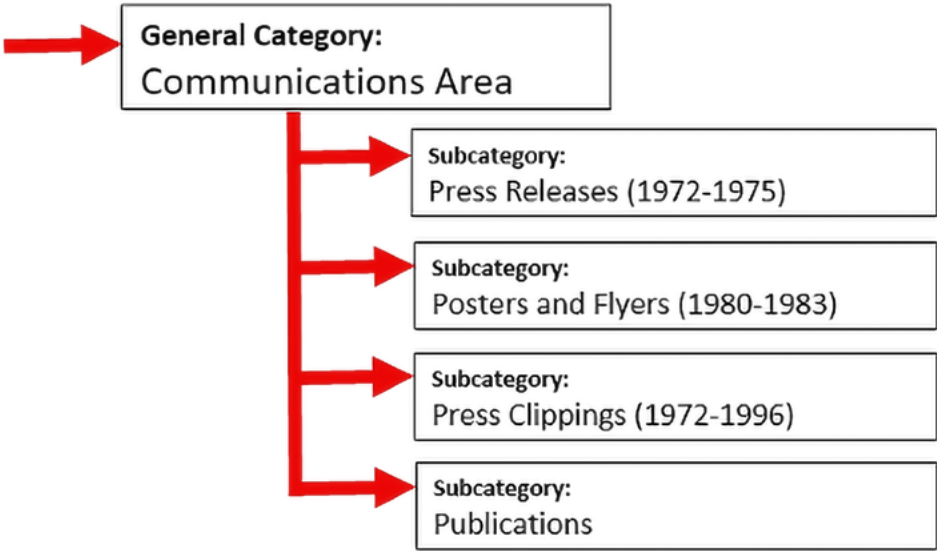 General Category:
Communications Area
Subcategory:
Press Releases (1972-1975)
Subcategory:
Posters and Flyers (1980-1983)
Subcategory:
Press Clippings (1972-1996)
Subcategory:
Publications